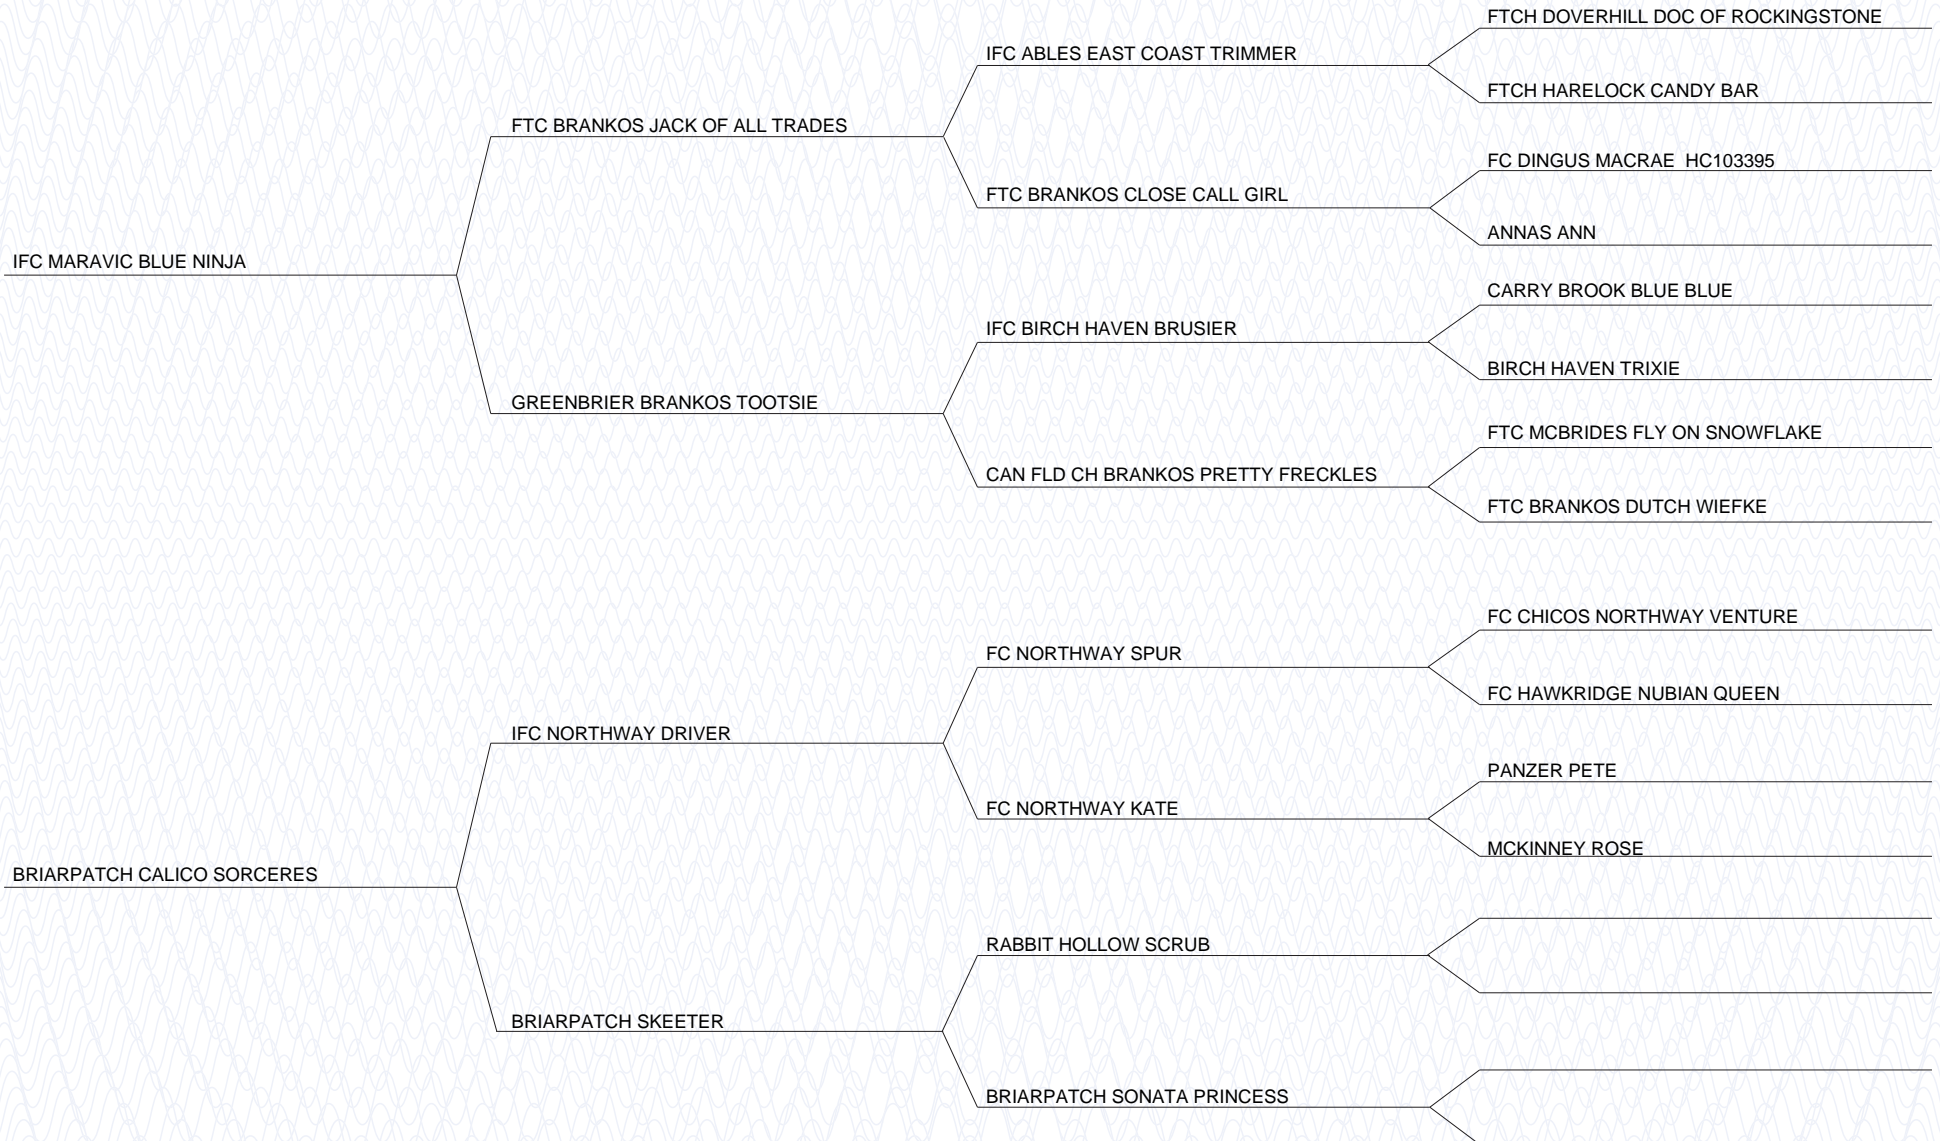 FTCH DOVERHILL DOC OF ROCKINGSTONE
IFC ABLES EAST COAST TRIMMER
FTCH HARELOCK CANDY BAR
FTC BRANKOS JACK OF ALL TRADES
FC DINGUS MACRAE  HC103395
FTC BRANKOS CLOSE CALL GIRL
ANNAS ANN
IFC MARAVIC BLUE NINJA
CARRY BROOK BLUE BLUE
IFC BIRCH HAVEN BRUSIER
BIRCH HAVEN TRIXIE
GREENBRIER BRANKOS TOOTSIE
FTC MCBRIDES FLY ON SNOWFLAKE
CAN FLD CH BRANKOS PRETTY FRECKLES
FTC BRANKOS DUTCH WIEFKE
FC CHICOS NORTHWAY VENTURE
FC NORTHWAY SPUR
FC HAWKRIDGE NUBIAN QUEEN
IFC NORTHWAY DRIVER
PANZER PETE
FC NORTHWAY KATE
MCKINNEY ROSE
BRIARPATCH CALICO SORCERES
RABBIT HOLLOW SCRUB
BRIARPATCH SKEETER
BRIARPATCH SONATA PRINCESS